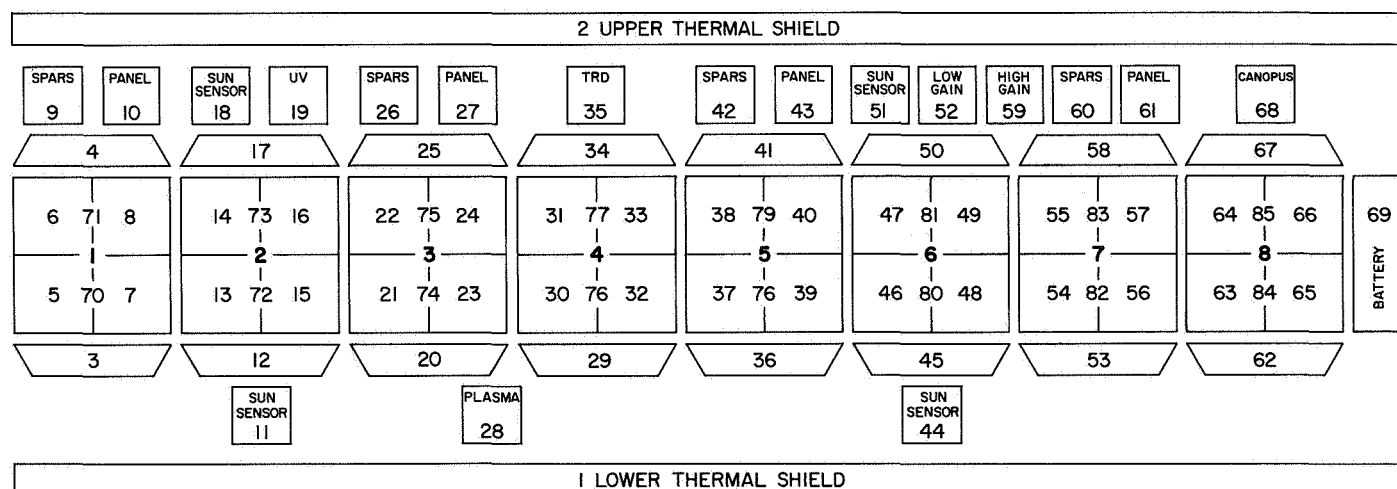 2 UPPER THERMAL SHIELD
SPARS PANEL SUN UV SPARS PANEL TRD SPARS PANEL SUN LOW HIGH SPARS PANEL CANOPUS
SENSOR SENSOR GAIN GAIN
9 10 18 19 26 27 35 42 43 51 52 59 60 61 68
4 17 25 34 41 50 58 67
6 71 8 14 73 16 22 75 24 31 77 33 38 79 40 47 81 49 55 83 57 64 85 66 69
1 2 3 4 5 6 7 8
BATTERY
5 70 7 13 72 15 21 74 23 30 76 32 37 76 39 46 80 48 54 82 56 63 84 65
3 12 20 29 36 45 53 62
SUN PLASMA SUN
SENSOR SENSOR
11 28 44
1 LOWER THERMAL SHIELD